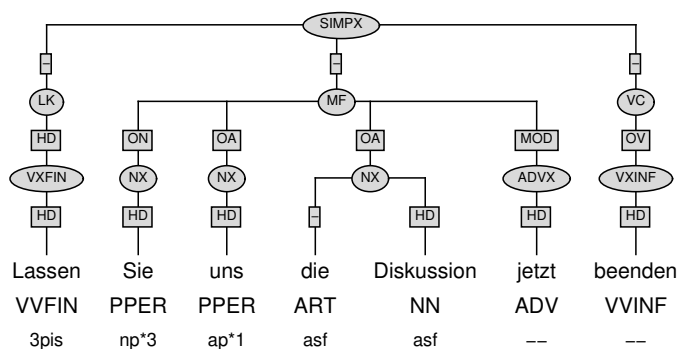 SIMPX
– – –
LK MF VC
HD ON OA OA MOD OV
VXFIN NX NX NX ADVX VXINF
HD HD HD – HD HD HD
Lassen Sie uns die Diskussion jetzt beenden
VVFIN PPER PPER ART NN ADV VVINF
3pis np*3 ap*1 asf asf –– ––